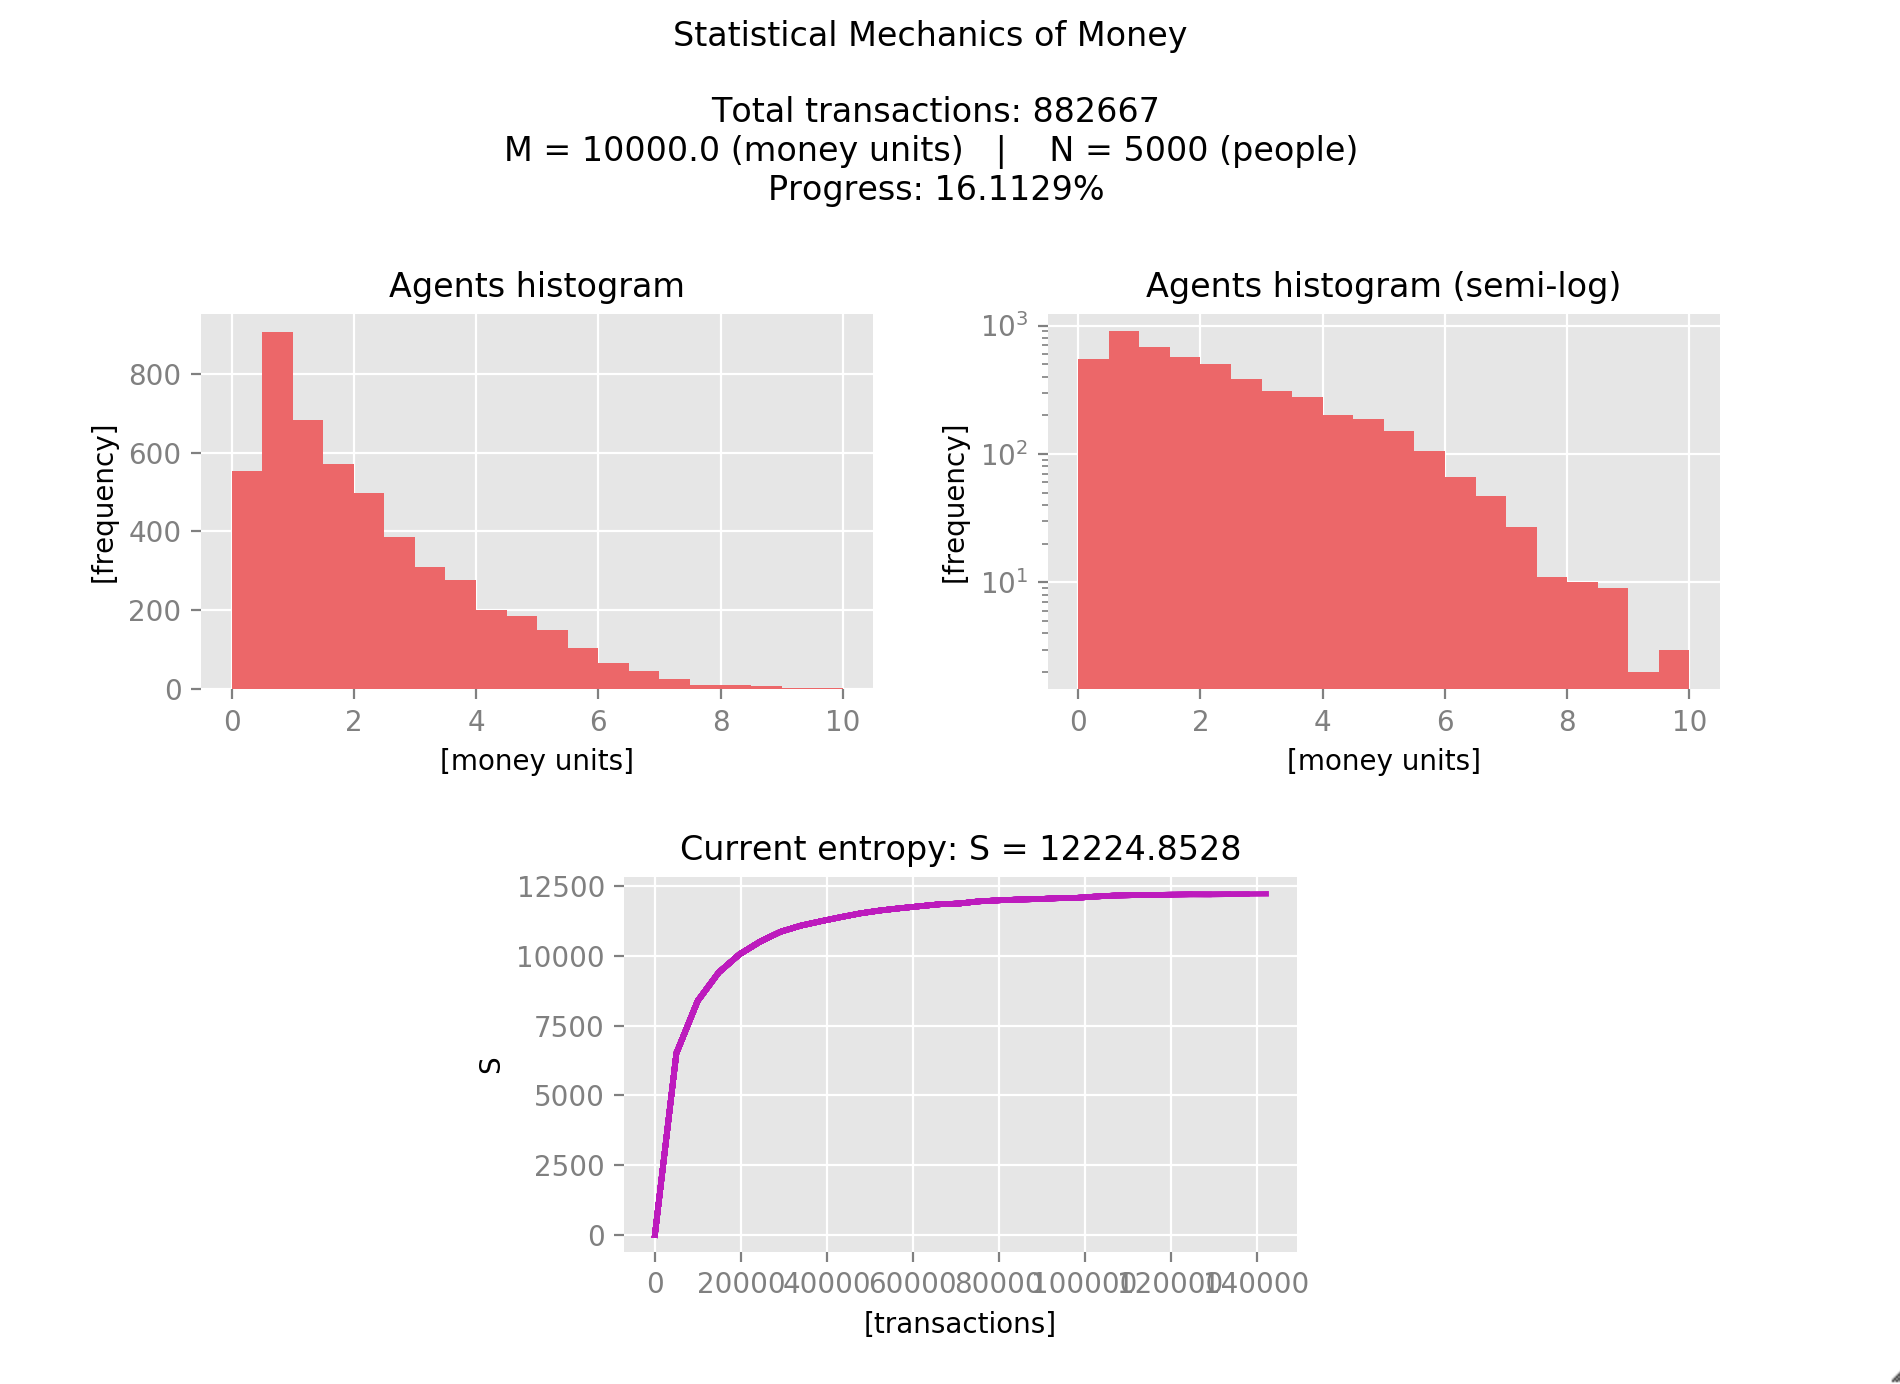 Statistical Mechanics of Money
Total transactions: 882667
M = 10000.0 (money units)   |    N = 5000 (people)
Progress: 16.1129%
Agents histogram
[frequency]
800
600
400
200
0
0 2 4 6 8 10
[money units]
Agents histogram (semi-log)
[frequency]
10³
10²
10¹
0 2 4 6 8 10
[money units]
Current entropy: S = 12224.8528
S
12500
10000
7500
5000
2500
0
0 20000 40000 60000 80000 100000 120000 140000
[transactions]